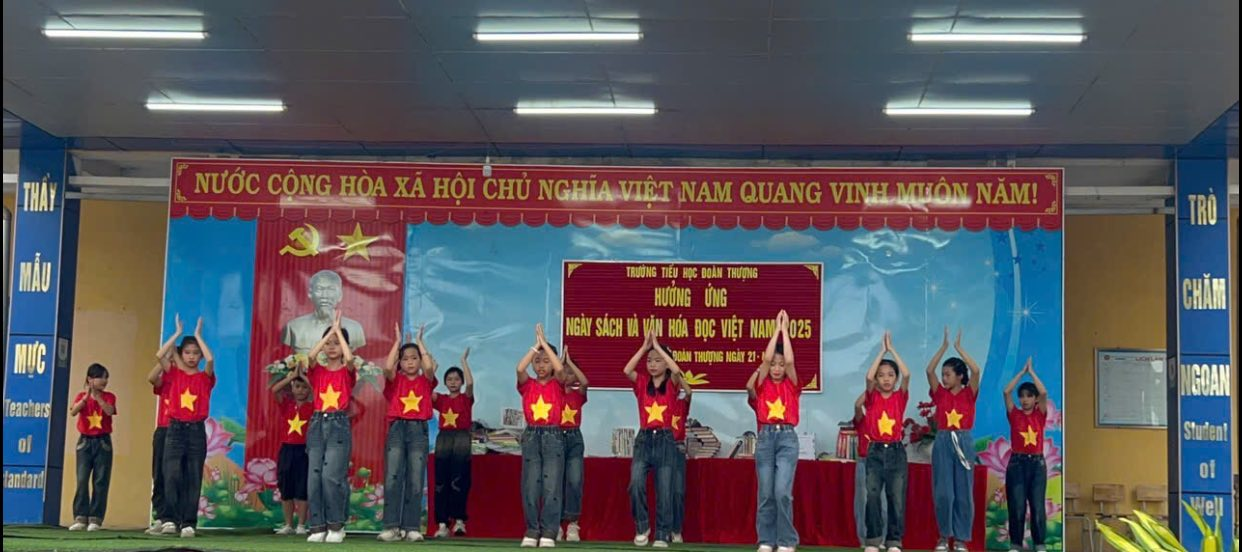 NƯỚC CỘNG HÒA XÃ HỘI CHỦ NGHĨA VIỆT NAM QUANG VINH MUÔN NĂM!
TRƯỜNG TIỂU HỌC ĐOÀN THƯỢNG
HƯỞNG ỨNG
NGÀY SÁCH VÀ VĂN HÓA ĐỌC VIỆT NAM 2025
ĐOÀN THƯỢNG NGÀY 21
THẦY
MẪU
MỰC
Teachers
of
Standard
TRÒ
CHĂM
NGOAN
Student
of
Well